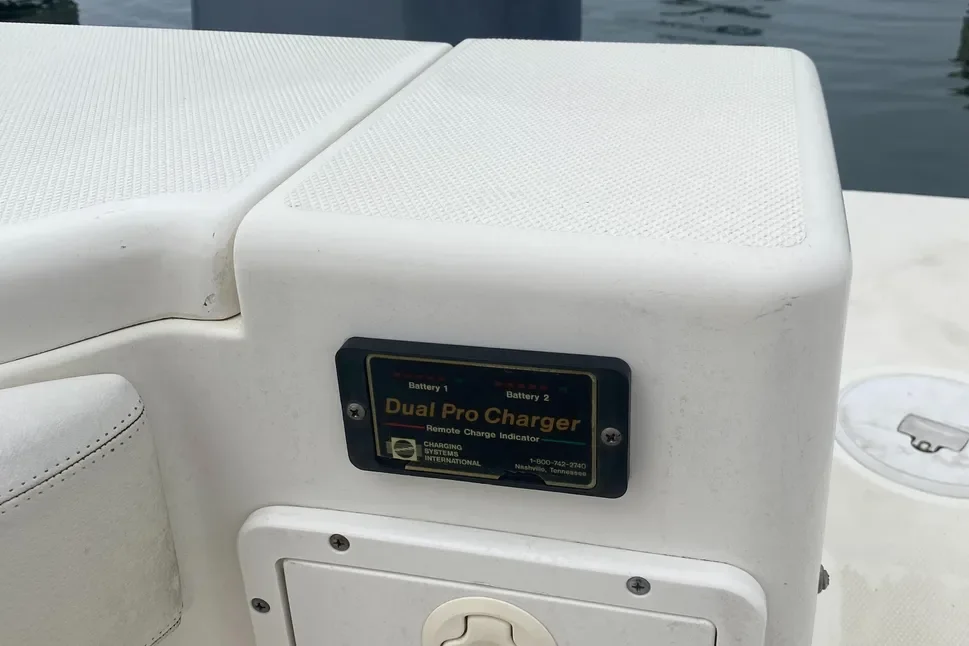 Battery 1
Battery 2
Dual Pro Charger
Remote Charge Indicator
CHARGING
SYSTEMS
INTERNATIONAL
1-800-742-2740
Nashville, Tennessee